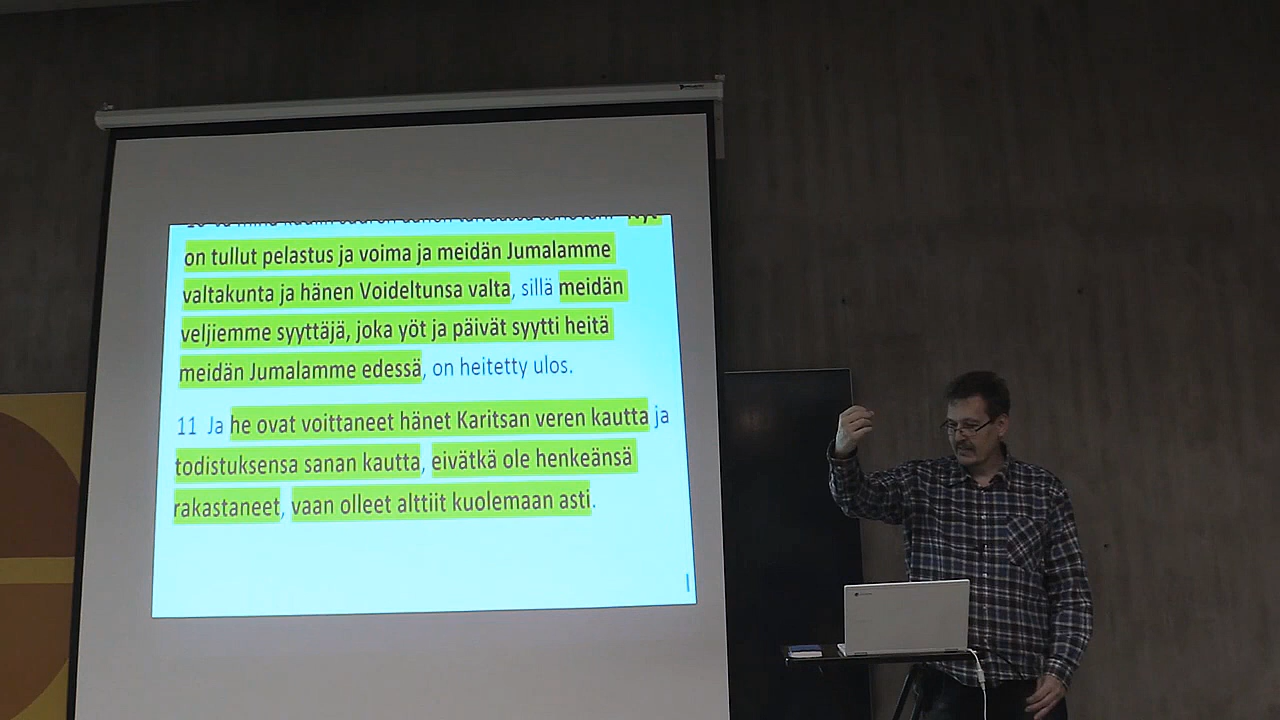 on tullut pelastus ja voima ja meidän Jumalamme
valtakunta ja hänen Voideltunsa valta, sillä meidän
veljiemme syyttäjä, joka yöt ja päivät syytti heitä
meidän Jumalamme edessä, on heitetty ulos.
11 Ja he ovat voittaneet hänet Karitsan veren kautta ja
todistuksensa sanan kautta, eivätkä ole henkeänsä
rakastaneet, vaan olleet alttiit kuolemaan asti.